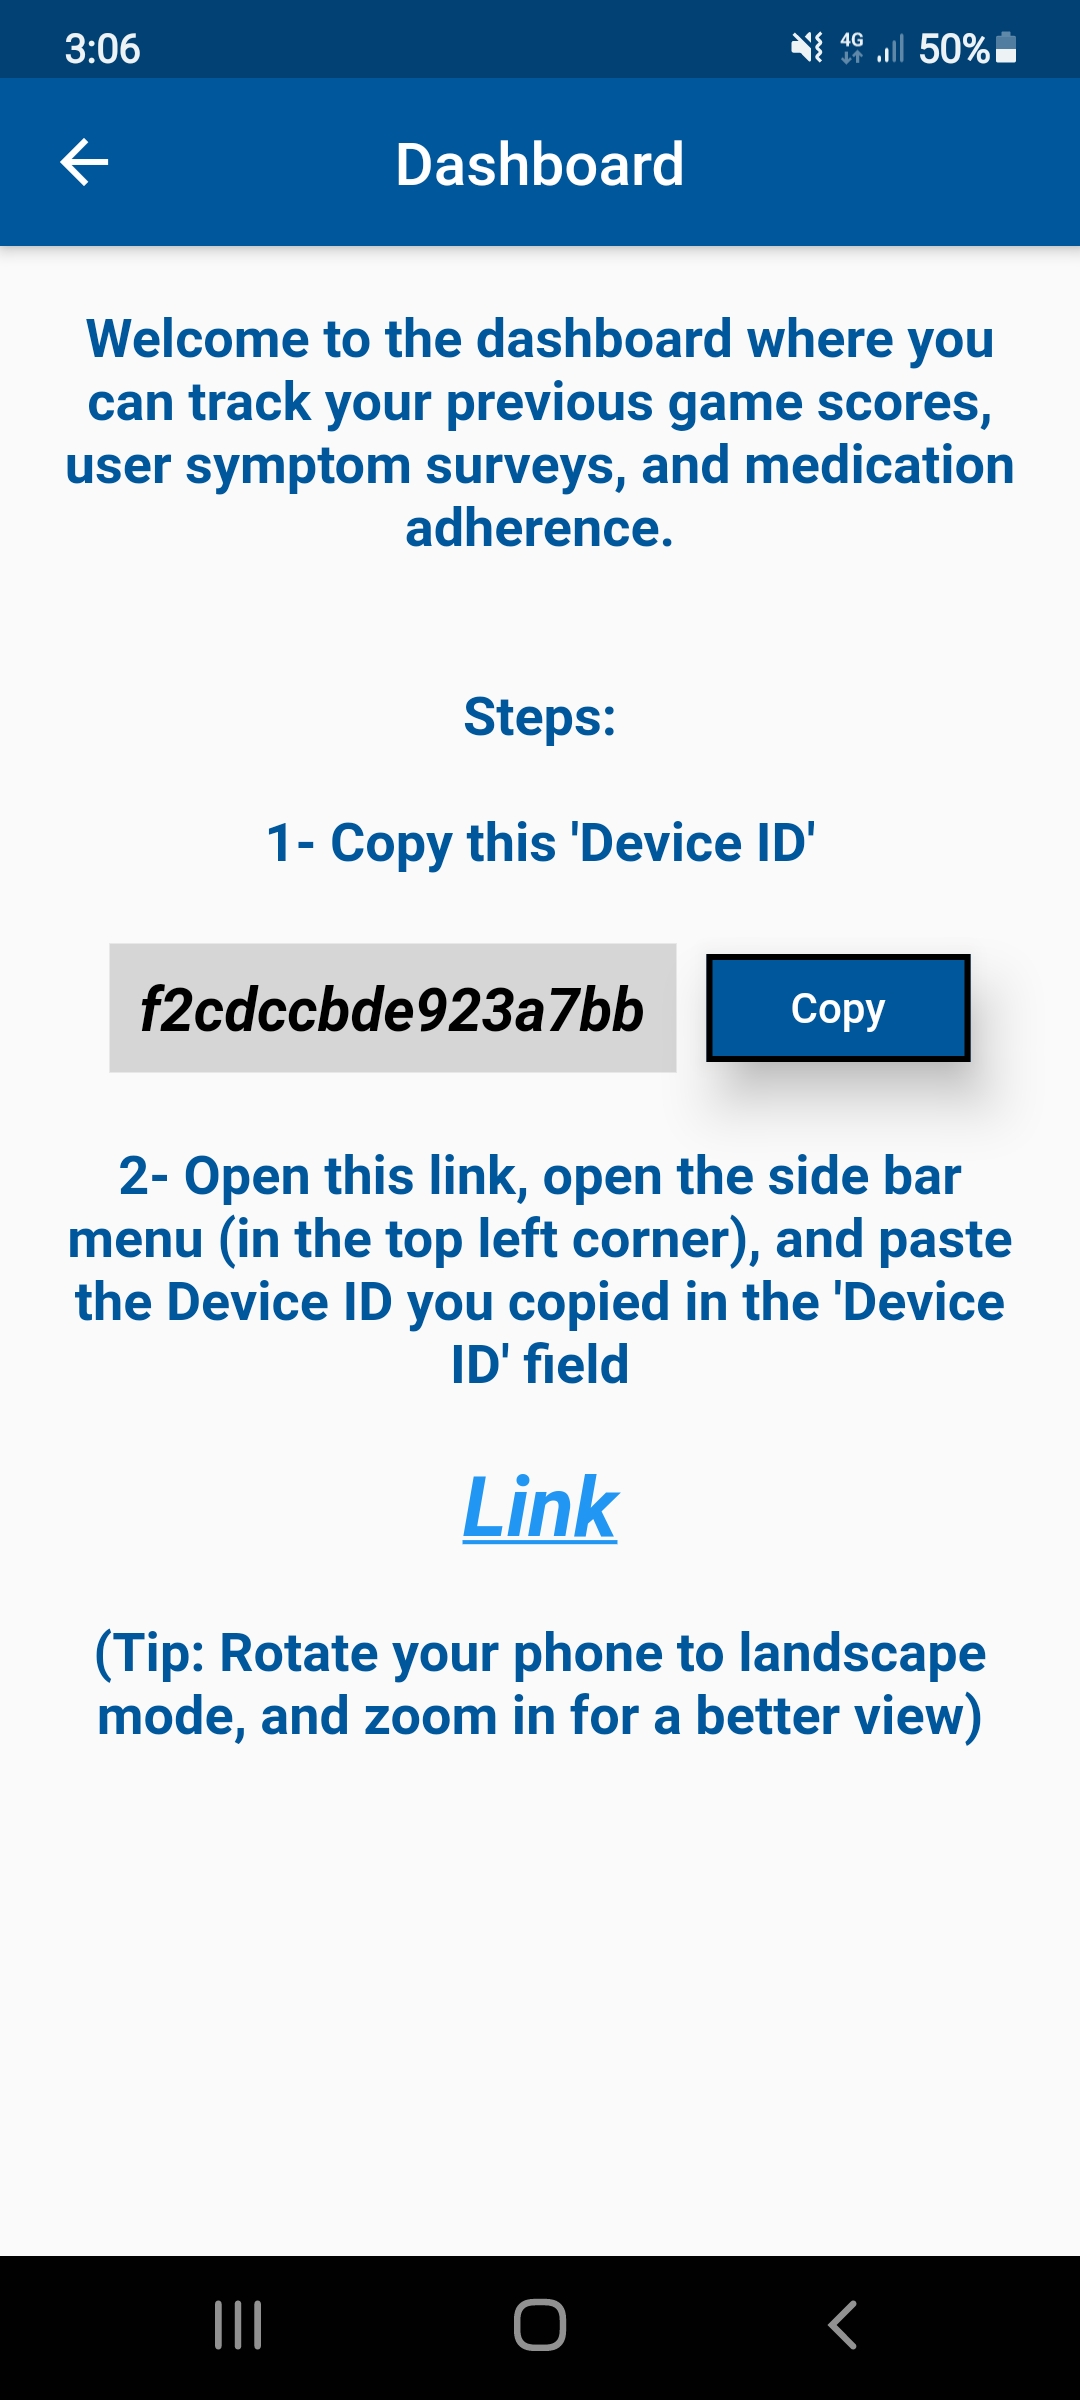 3:06
4G
50%
Dashboard
Welcome to the dashboard where you
can track your previous game scores,
user symptom surveys, and medication
adherence.
Steps:
1- Copy this 'Device ID'
f2cdccbde923a7bb
Copy
2- Open this link, open the side bar
menu (in the top left corner), and paste
the Device ID you copied in the 'Device
ID' field
Link
(Tip: Rotate your phone to landscape
mode, and zoom in for a better view)